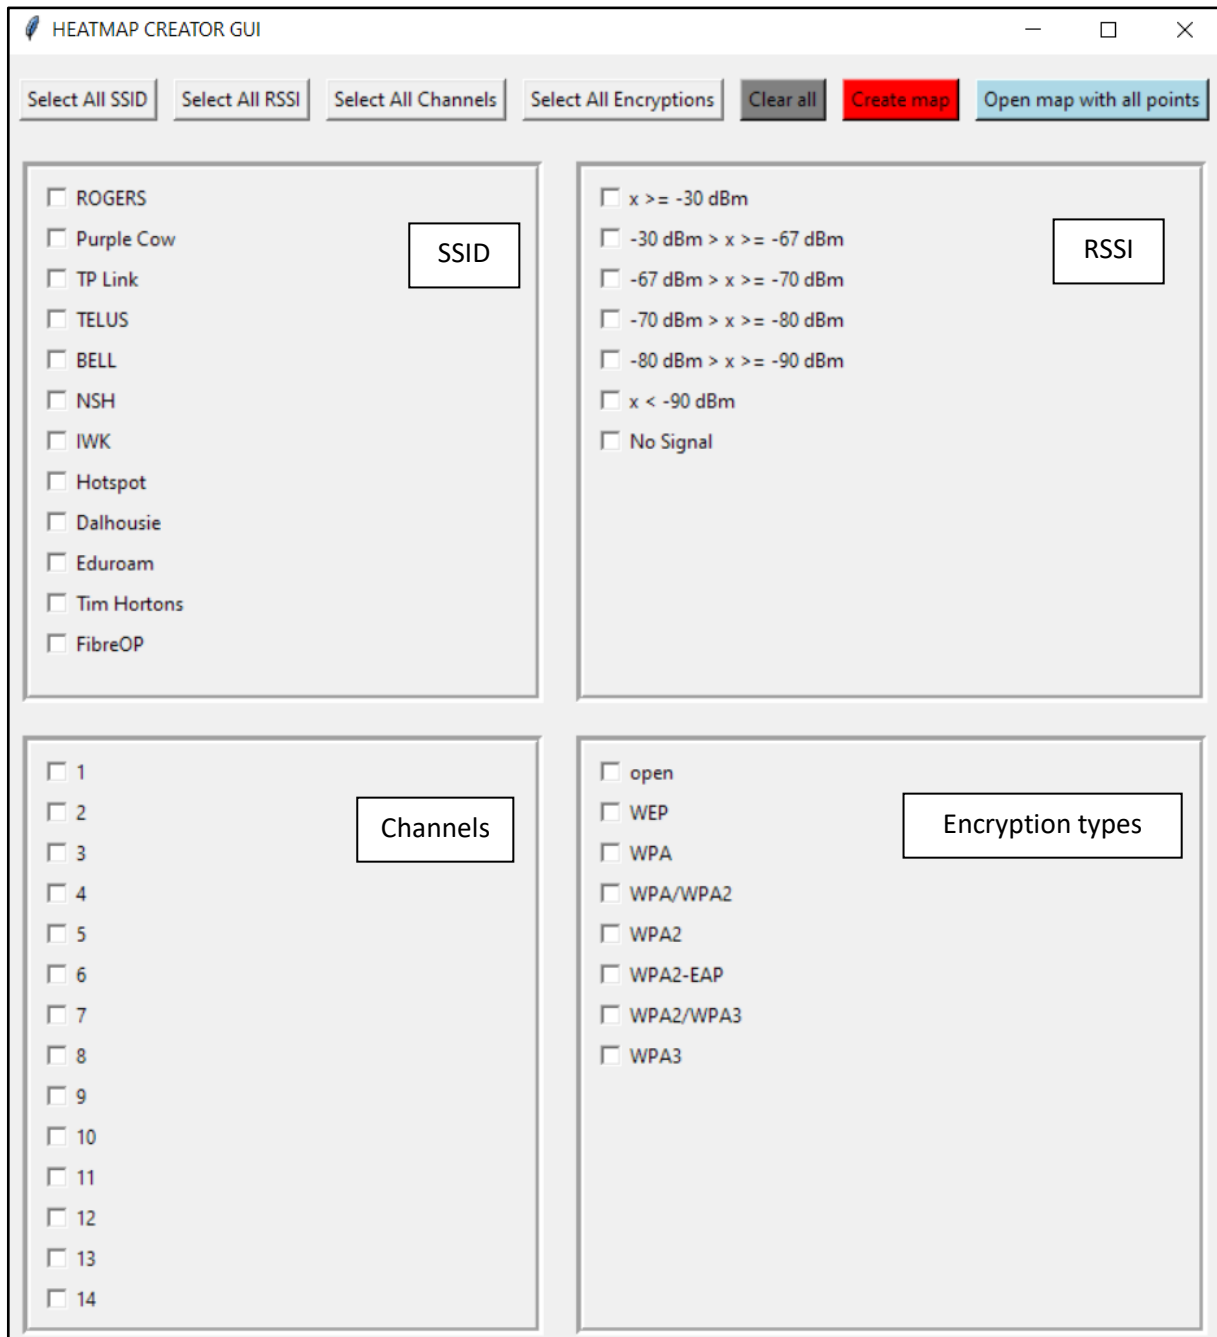 HEATMAP CREATOR GUI
Select All SSID Select All RSSI Select All Channels Select All Encryptions Clear all Create map Open map with all points
ROGERS
Purple Cow
TP Link
TELUS
BELL
NSH
IWK
Hotspot
Dalhousie
Eduroam
Tim Hortons
FibreOP
SSID
x >= -30 dBm
-30 dBm > x >= -67 dBm
-67 dBm > x >= -70 dBm
-70 dBm > x >= -80 dBm
-80 dBm > x >= -90 dBm
x < -90 dBm
No Signal
RSSI
1
2
3
4
5
6
7
8
9
10
11
12
13
14
Channels
open
WEP
WPA
WPA/WPA2
WPA2
WPA2-EAP
WPA2/WPA3
WPA3
Encryption types